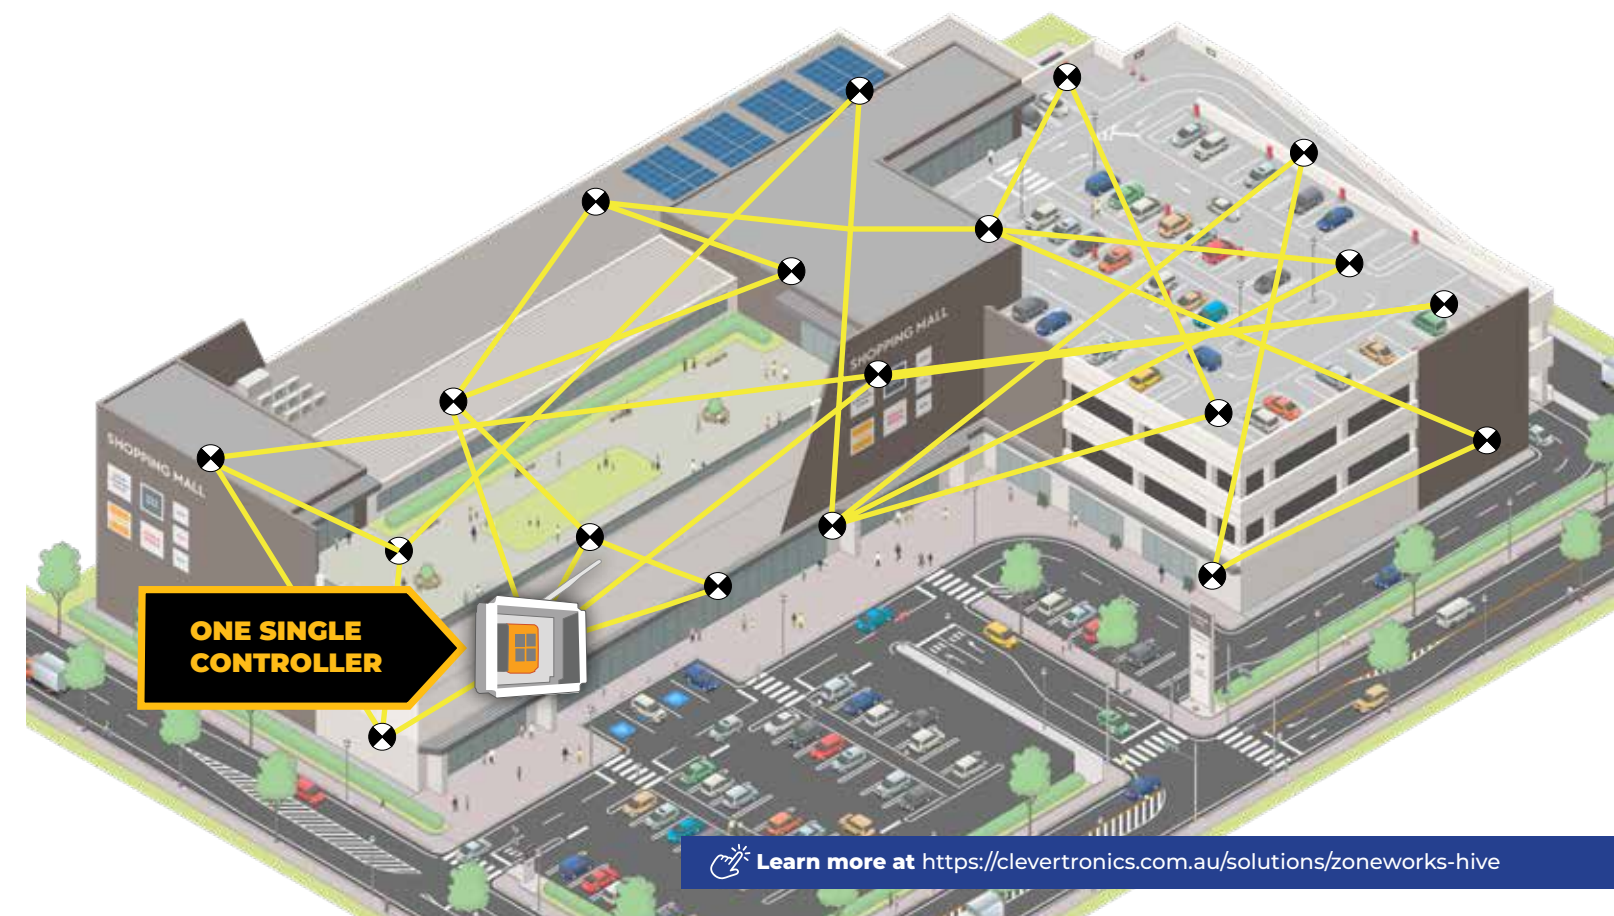 SHOPPING MALL
SHOPPING MALL
ONE SINGLE
CONTROLLER
Learn more at https://clevertronics.com.au/solutions/zoneworks-hive